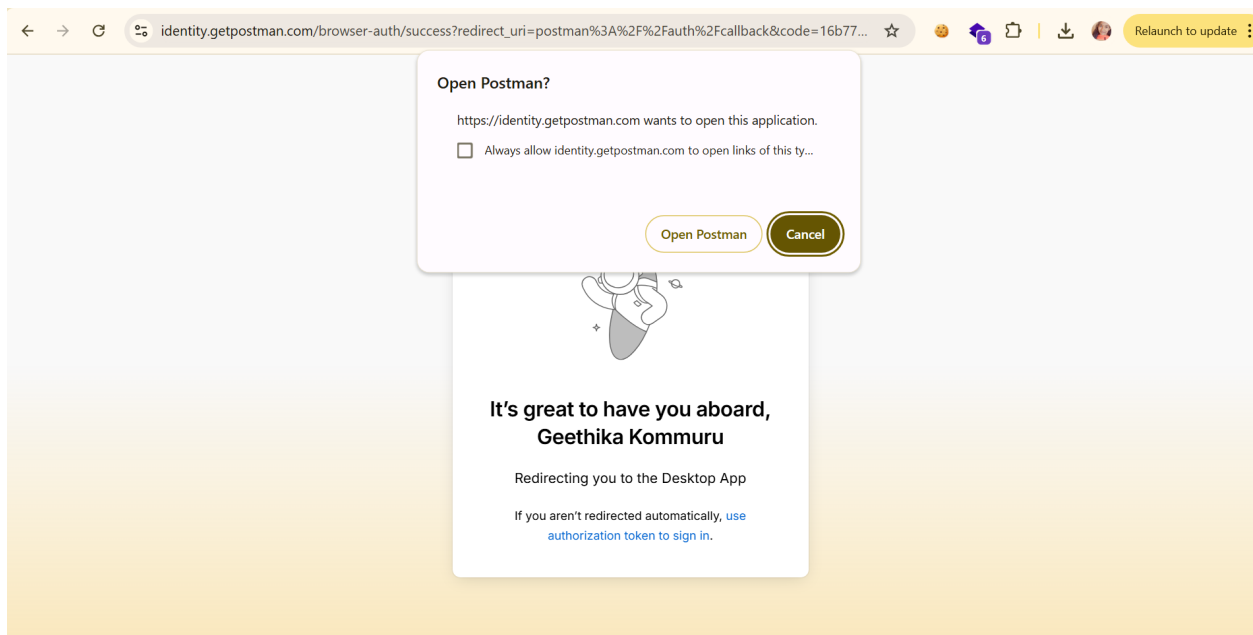 identity.getpostman.com/browser-auth/success?redirect_uri=postman%3A%2F%2Fauth%2Fcallback&code=16b77...
6
Relaunch to update
Open Postman?
https://identity.getpostman.com wants to open this application.
Always allow identity.getpostman.com to open links of this ty...
Open Postman
Cancel
It's great to have you aboard,
Geethika Kommuru
Redirecting you to the Desktop App
If you aren't redirected automatically, use
authorization token to sign in.